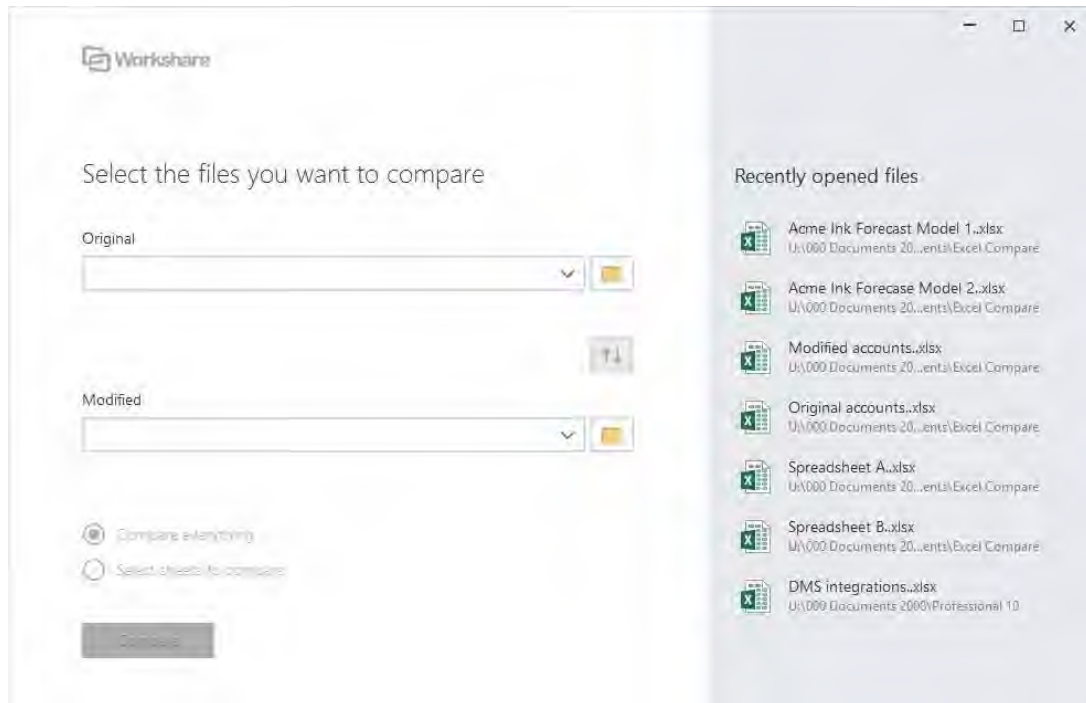 Workshare
Select the files you want to compare
Original
Modified
Compare everything
Select sheets to compare
Compare
Recently opened files
Acme Ink Forecast Model 1..xlsx
U:\000 Documents 20...ents\Excel Compare
Acme Ink Forecase Model 2..xlsx
U:\000 Documents 20...ents\Excel Compare
Modified accounts..xlsx
U:\000 Documents 20...ents\Excel Compare
Original accounts..xlsx
U:\000 Documents 20...ents\Excel Compare
Spreadsheet A..xlsx
U:\000 Documents 20...ents\Excel Compare
Spreadsheet B..xlsx
U:\000 Documents 20...ents\Excel Compare
DMS integrations..xlsx
U:\000 Documents 2000\Professional 10